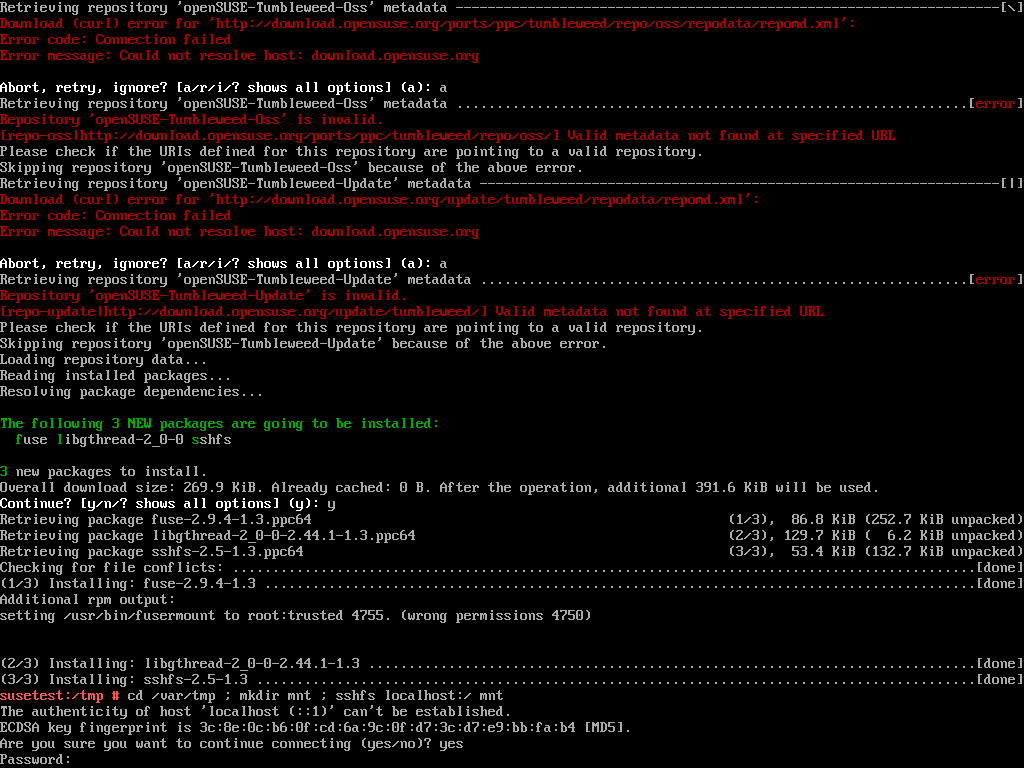 Retrieving repository 'openSUSE-Tumbleweed-Oss' metadata --------------------------------------------------------------------[\]
Download (curl) error for 'http://download.opensuse.org/ports/ppc/tumbleweed/repo/oss/repodata/repomd.xml':
Error code: Connection failed
Error message: Could not resolve host: download.opensuse.org

Abort, retry, ignore? [a/r/i/? shows all options] (a): a
Retrieving repository 'openSUSE-Tumbleweed-Oss' metadata ................................................................[error]
Repository 'openSUSE-Tumbleweed-Oss' is invalid.
[repo-oss|http://download.opensuse.org/ports/ppc/tumbleweed/repo/oss/] Valid metadata not found at specified URL
Please check if the URIs defined for this repository are pointing to a valid repository.
Skipping repository 'openSUSE-Tumbleweed-Oss' because of the above error.
Retrieving repository 'openSUSE-Tumbleweed-Update' metadata -----------------------------------------------------------------[|]
Download (curl) error for 'http://download.opensuse.org/update/tumbleweed/repodata/repomd.xml':
Error code: Connection failed
Error message: Could not resolve host: download.opensuse.org

Abort, retry, ignore? [a/r/i/? shows all options] (a): a
Retrieving repository 'openSUSE-Tumbleweed-Update' metadata .............................................................[error]
Repository 'openSUSE-Tumbleweed-Update' is invalid.
[repo-update|http://download.opensuse.org/update/tumbleweed/] Valid metadata not found at specified URL
Please check if the URIs defined for this repository are pointing to a valid repository.
Skipping repository 'openSUSE-Tumbleweed-Update' because of the above error.
Loading repository data...
Reading installed packages...
Resolving package dependencies...

The following 3 NEW packages are going to be installed:
  fuse libgthread-2_0-0 sshfs

3 new packages to install.
Overall download size: 269.9 KiB. Already cached: 0 B. After the operation, additional 391.6 KiB will be used.
Continue? [y/n/? shows all options] (y): y
Retrieving package fuse-2.9.4-1.3.ppc64                                                    (1/3),  86.8 KiB (252.7 KiB unpacked)
Retrieving package libgthread-2_0-0-2.44.1-1.3.ppc64                                       (2/3), 129.7 KiB (  6.2 KiB unpacked)
Retrieving package sshfs-2.5-1.3.ppc64                                                     (3/3),  53.4 KiB (132.7 KiB unpacked)
Checking for file conflicts: .............................................................................................[done]
(1/3) Installing: fuse-2.9.4-1.3 .........................................................................................[done]
Additional rpm output:
setting /usr/bin/fusermount to root:trusted 4755. (wrong permissions 4750)

(2/3) Installing: libgthread-2_0-0-2.44.1-1.3 ............................................................................[done]
(3/3) Installing: sshfs-2.5-1.3 ..........................................................................................[done]
susetest:/tmp # cd /var/tmp ; mkdir mnt ; sshfs localhost:/ mnt
The authenticity of host 'localhost (::1)' can't be established.
ECDSA key fingerprint is 3c:8e:0c:b6:0f:cd:6a:9c:0f:d7:3c:d7:e9:bb:fa:b4 [MD5].
Are you sure you want to continue connecting (yes/no)? yes
Password: